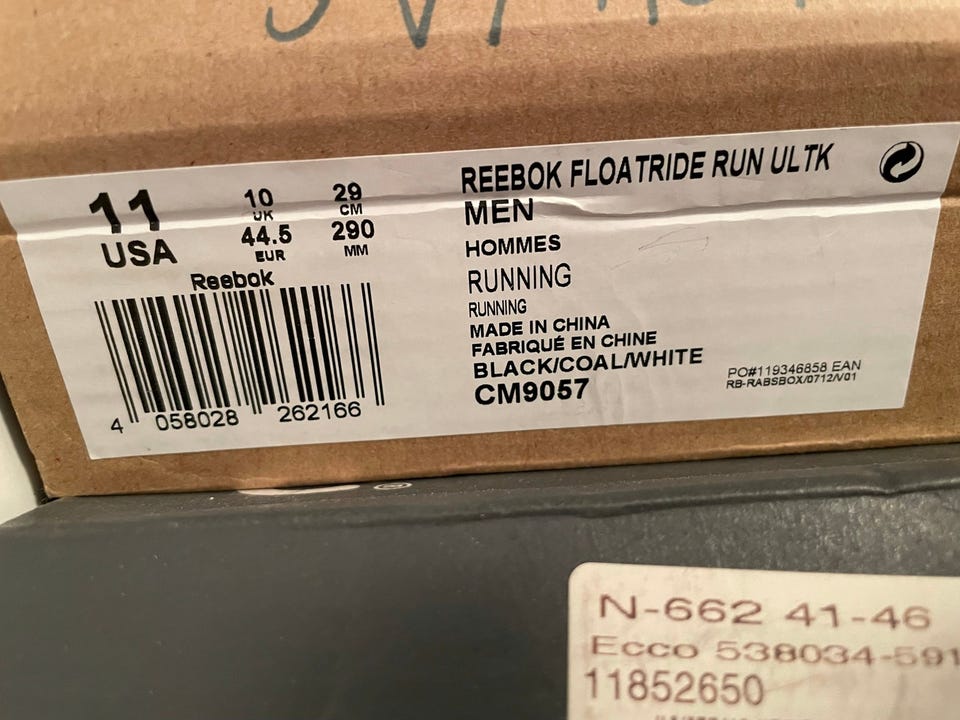 11
USA
10
UK
44.5
EUR
29
CM
290
MM
Reebok
4 058028 262166
REEBOK FLOATRIDE RUN ULTK
MEN
HOMMES
RUNNING
RUNNING
MADE IN CHINA
FABRIQUÉ EN CHINE
BLACK/COAL/WHITE
CM9057
PO#119346858 EAN
RB-RABSBOX/0712/V01
N-662 41-46
Ecco 538034-591
11852650